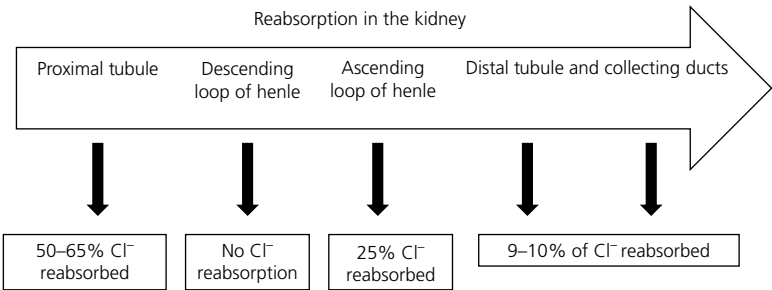 Reabsorption in the kidney
Proximal tubule
Descending
loop of henle
Ascending
loop of henle
Distal tubule and collecting ducts
50–65% Cl⁻
reabsorbed
No Cl⁻
reabsorption
25% Cl⁻
reabsorbed
9–10% of Cl⁻ reabsorbed